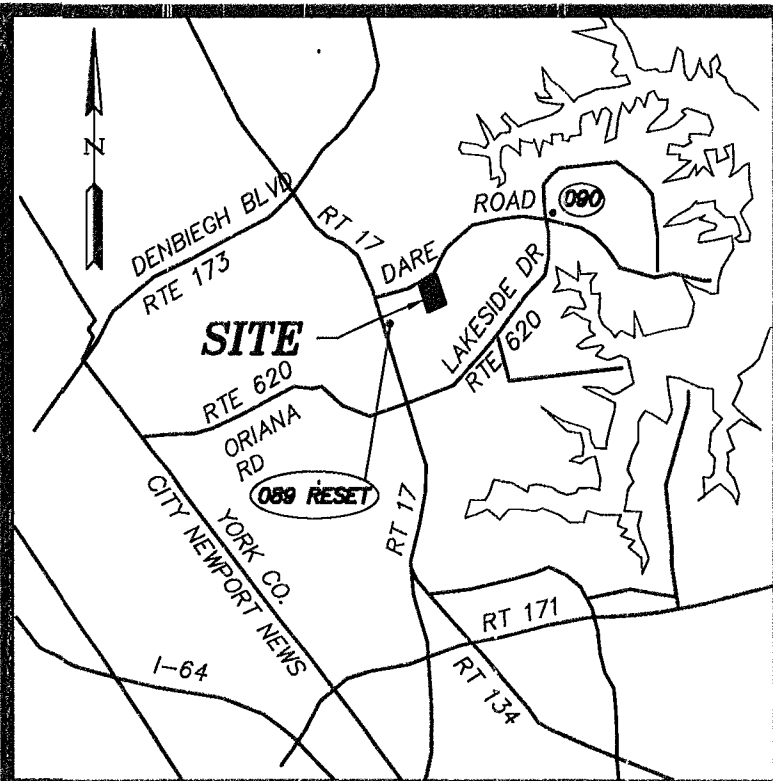 N
DENBIEGH BLVD
RTE 173
RT 17
DARE
ROAD
090
LAKESIDE DR
RTE 620
SITE
RTE 620
ORIANA
RD
089 RESET
RT 17
YORK CO.
CITY NEWPORT NEWS
I-64
RT 171
RT 134